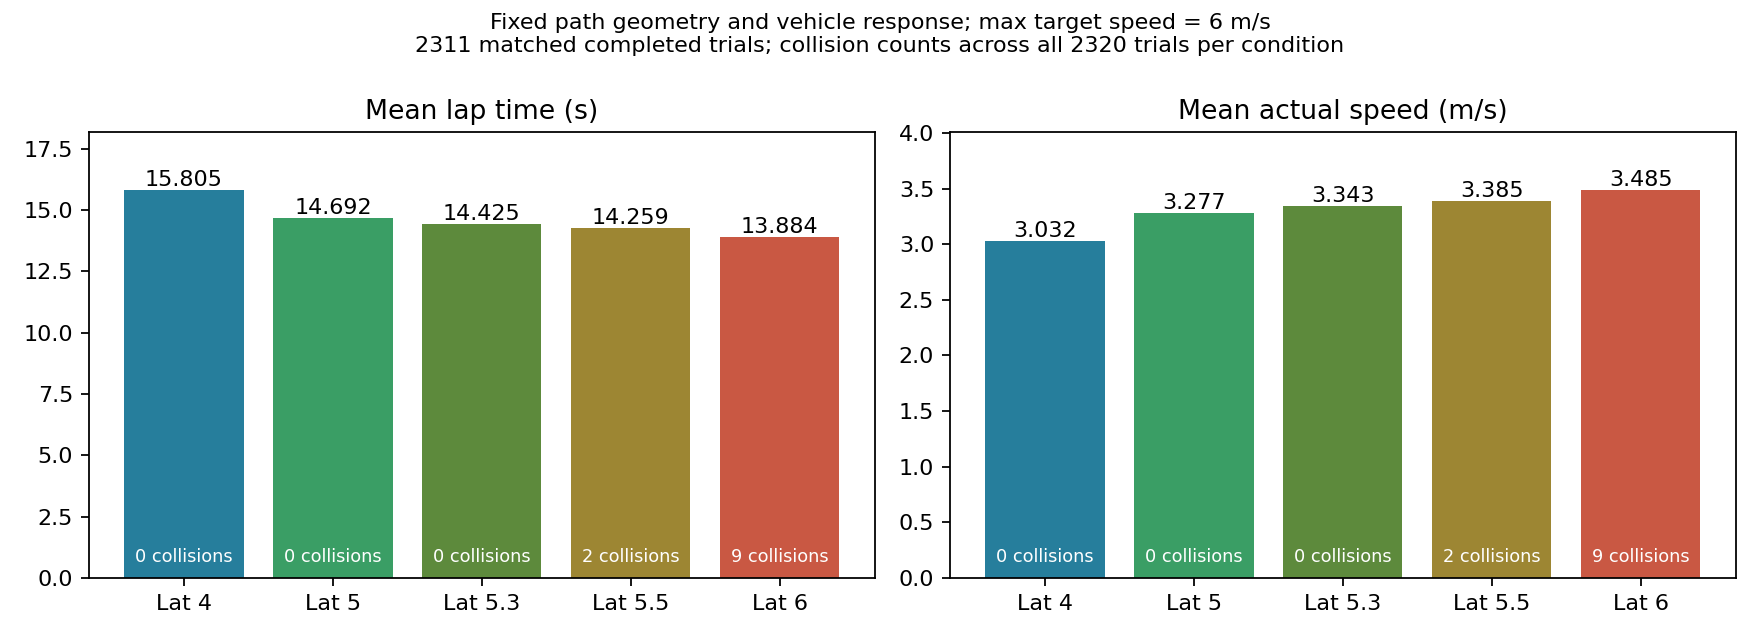 Fixed path geometry and vehicle response; max target speed = 6 m/s
2311 matched completed trials; collision counts across all 2320 trials per condition
Mean lap time (s)
17.5
15.0
12.5
10.0
7.5
5.0
2.5
0.0
15.805
14.692
14.425
14.259
13.884
0 collisions
0 collisions
0 collisions
2 collisions
9 collisions
Lat 4
Lat 5
Lat 5.3
Lat 5.5
Lat 6
Mean actual speed (m/s)
4.0
3.5
3.0
2.5
2.0
1.5
1.0
0.5
0.0
3.032
3.277
3.343
3.385
3.485
0 collisions
0 collisions
0 collisions
2 collisions
9 collisions
Lat 4
Lat 5
Lat 5.3
Lat 5.5
Lat 6